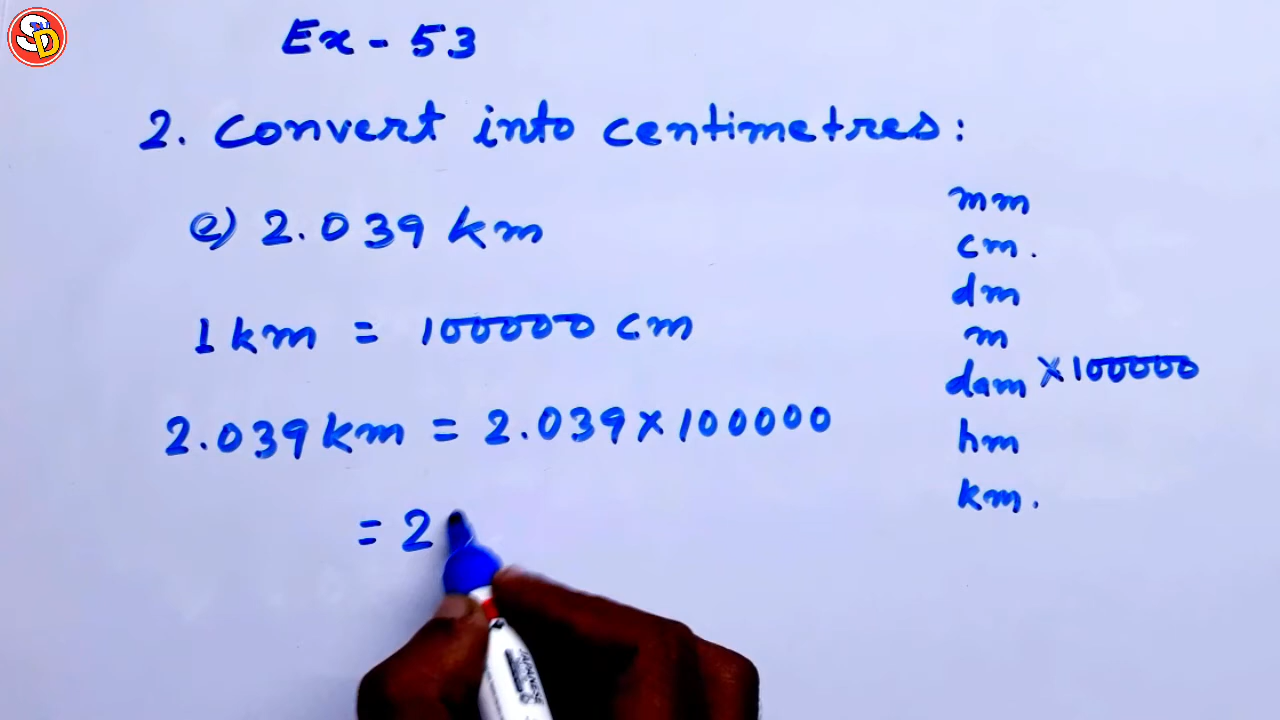 SD
Ex - 53
2. Convert into centimetres:
e) 2.039 km
1 km = 100000 cm
2.039 km = 2.039 × 100000
= 2
mm
cm.
dm
m
dam × 100000
hm
km.